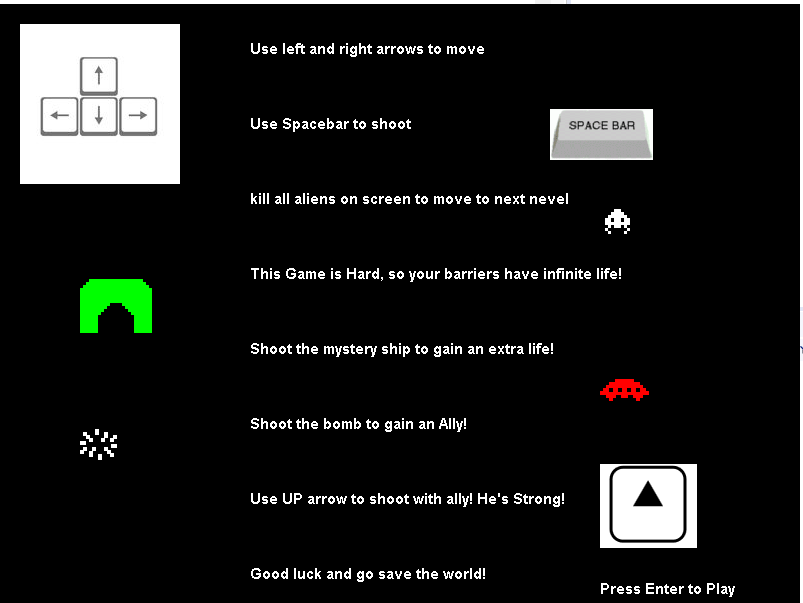 Use left and right arrows to move
Use Spacebar to shoot
SPACE BAR
kill all aliens on screen to move to next nevel
This Game is Hard, so your barriers have infinite life!
Shoot the mystery ship to gain an extra life!
Shoot the bomb to gain an Ally!
Use UP arrow to shoot with ally! He's Strong!
Good luck and go save the world!
Press Enter to Play